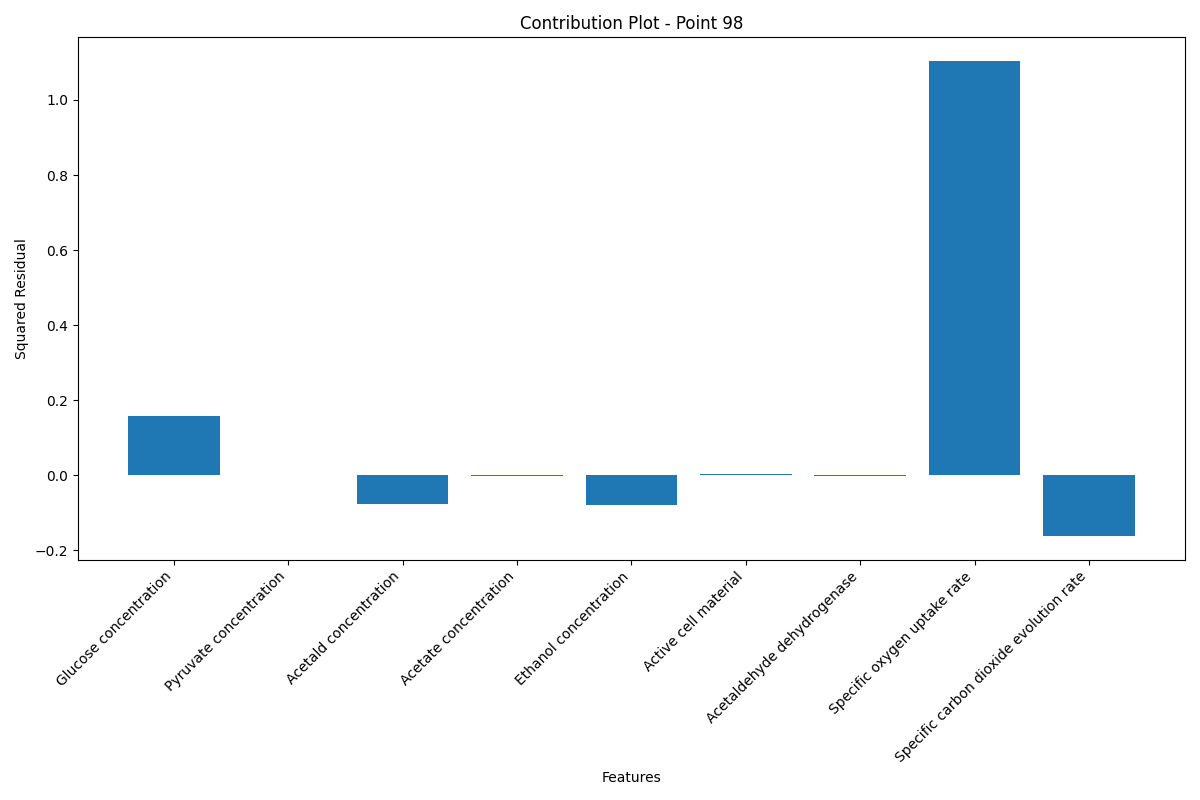 Contribution Plot - Point 98
Squared Residual
1.0
0.8
0.6
0.4
0.2
0.0
−0.2
Glucose concentration
Pyruvate concentration
Acetald concentration
Acetate concentration
Ethanol concentration
Active cell material
Acetaldehyde dehydrogenase
Specific oxygen uptake rate
Specific carbon dioxide evolution rate
Features